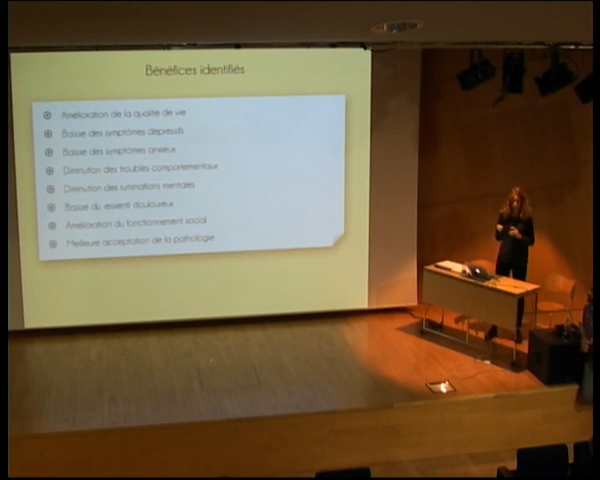 Bénéfices identifiés
Amélioration de la qualité de vie
Baisse des symptômes dépressifs
Baisse des symptômes anxieux
Diminution des troubles comportementaux
Diminution des ruminations mentales
Baisse du ressenti douloureux
Amélioration du fonctionnement social
Meilleure acceptation de la pathologie